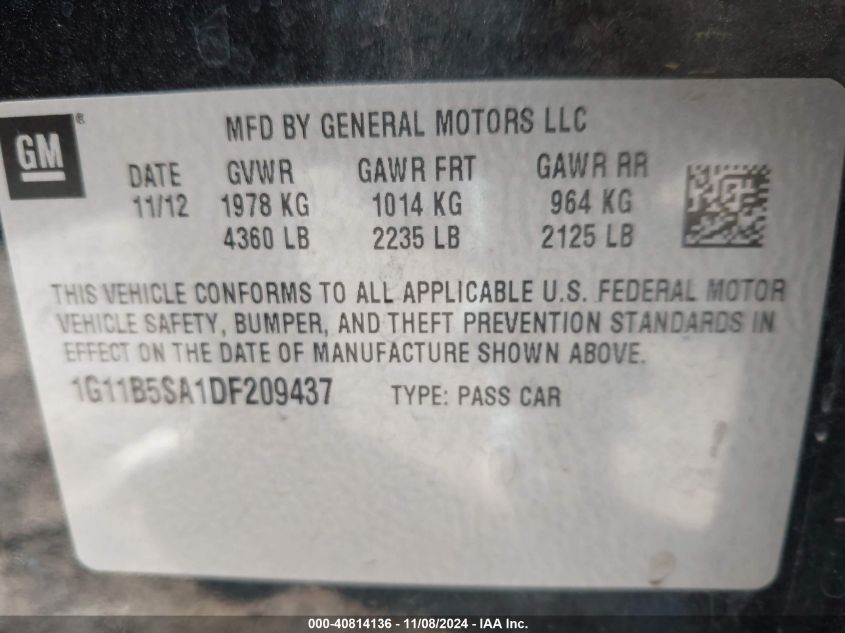 GM®
MFD BY GENERAL MOTORS LLC
DATE GVWR GAWR FRT GAWR RR
11/12 1978 KG 1014 KG 964 KG
4360 LB 2235 LB 2125 LB
THIS VEHICLE CONFORMS TO ALL APPLICABLE U.S. FEDERAL MOTOR
VEHICLE SAFETY, BUMPER, AND THEFT PREVENTION STANDARDS IN
EFFECT ON THE DATE OF MANUFACTURE SHOWN ABOVE.
1G11B5SA1DF209437 TYPE: PASS CAR
000-40814136 - 11/08/2024 - IAA Inc.